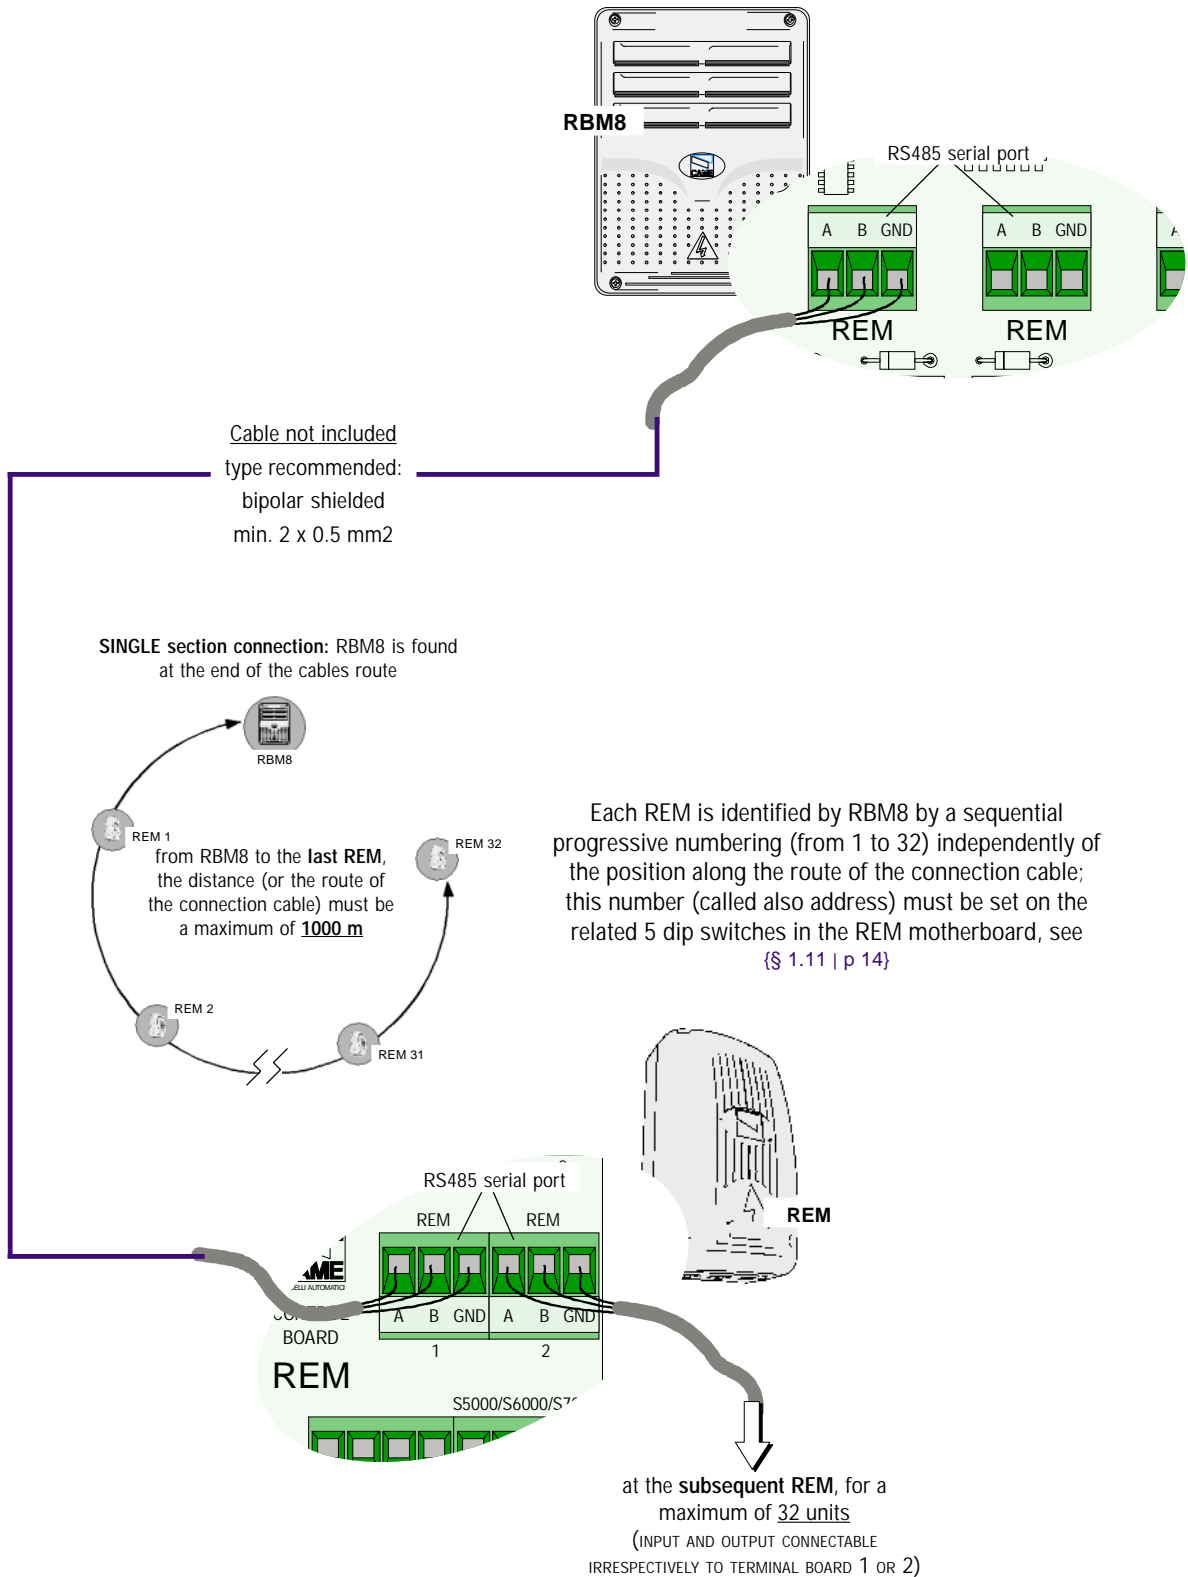 RBM8
CAME
RS485 serial port
A B GND
A B GND
A
REM
REM
Cable not included
type recommended:
bipolar shielded
min. 2 x 0.5 mm2
SINGLE section connection: RBM8 is found
at the end of the cables route
RBM8
REM 1
REM 32
from RBM8 to the last REM,
the distance (or the route of
the connection cable) must be
a maximum of 1000 m
REM 2
REM 31
Each REM is identified by RBM8 by a sequential
progressive numbering (from 1 to 32) independently of
the position along the route of the connection cable;
this number (called also address) must be set on the
related 5 dip switches in the REM motherboard, see
{§ 1.11 | p 14}
REM
RS485 serial port
REM REM
AME
ELLI AUTOMATICI
A B GND A B GND
BOARD
1 2
REM
S5000/S6000/S7
at the subsequent REM, for a
maximum of 32 units
(INPUT AND OUTPUT CONNECTABLE
IRRESPECTIVELY TO TERMINAL BOARD 1 OR 2)